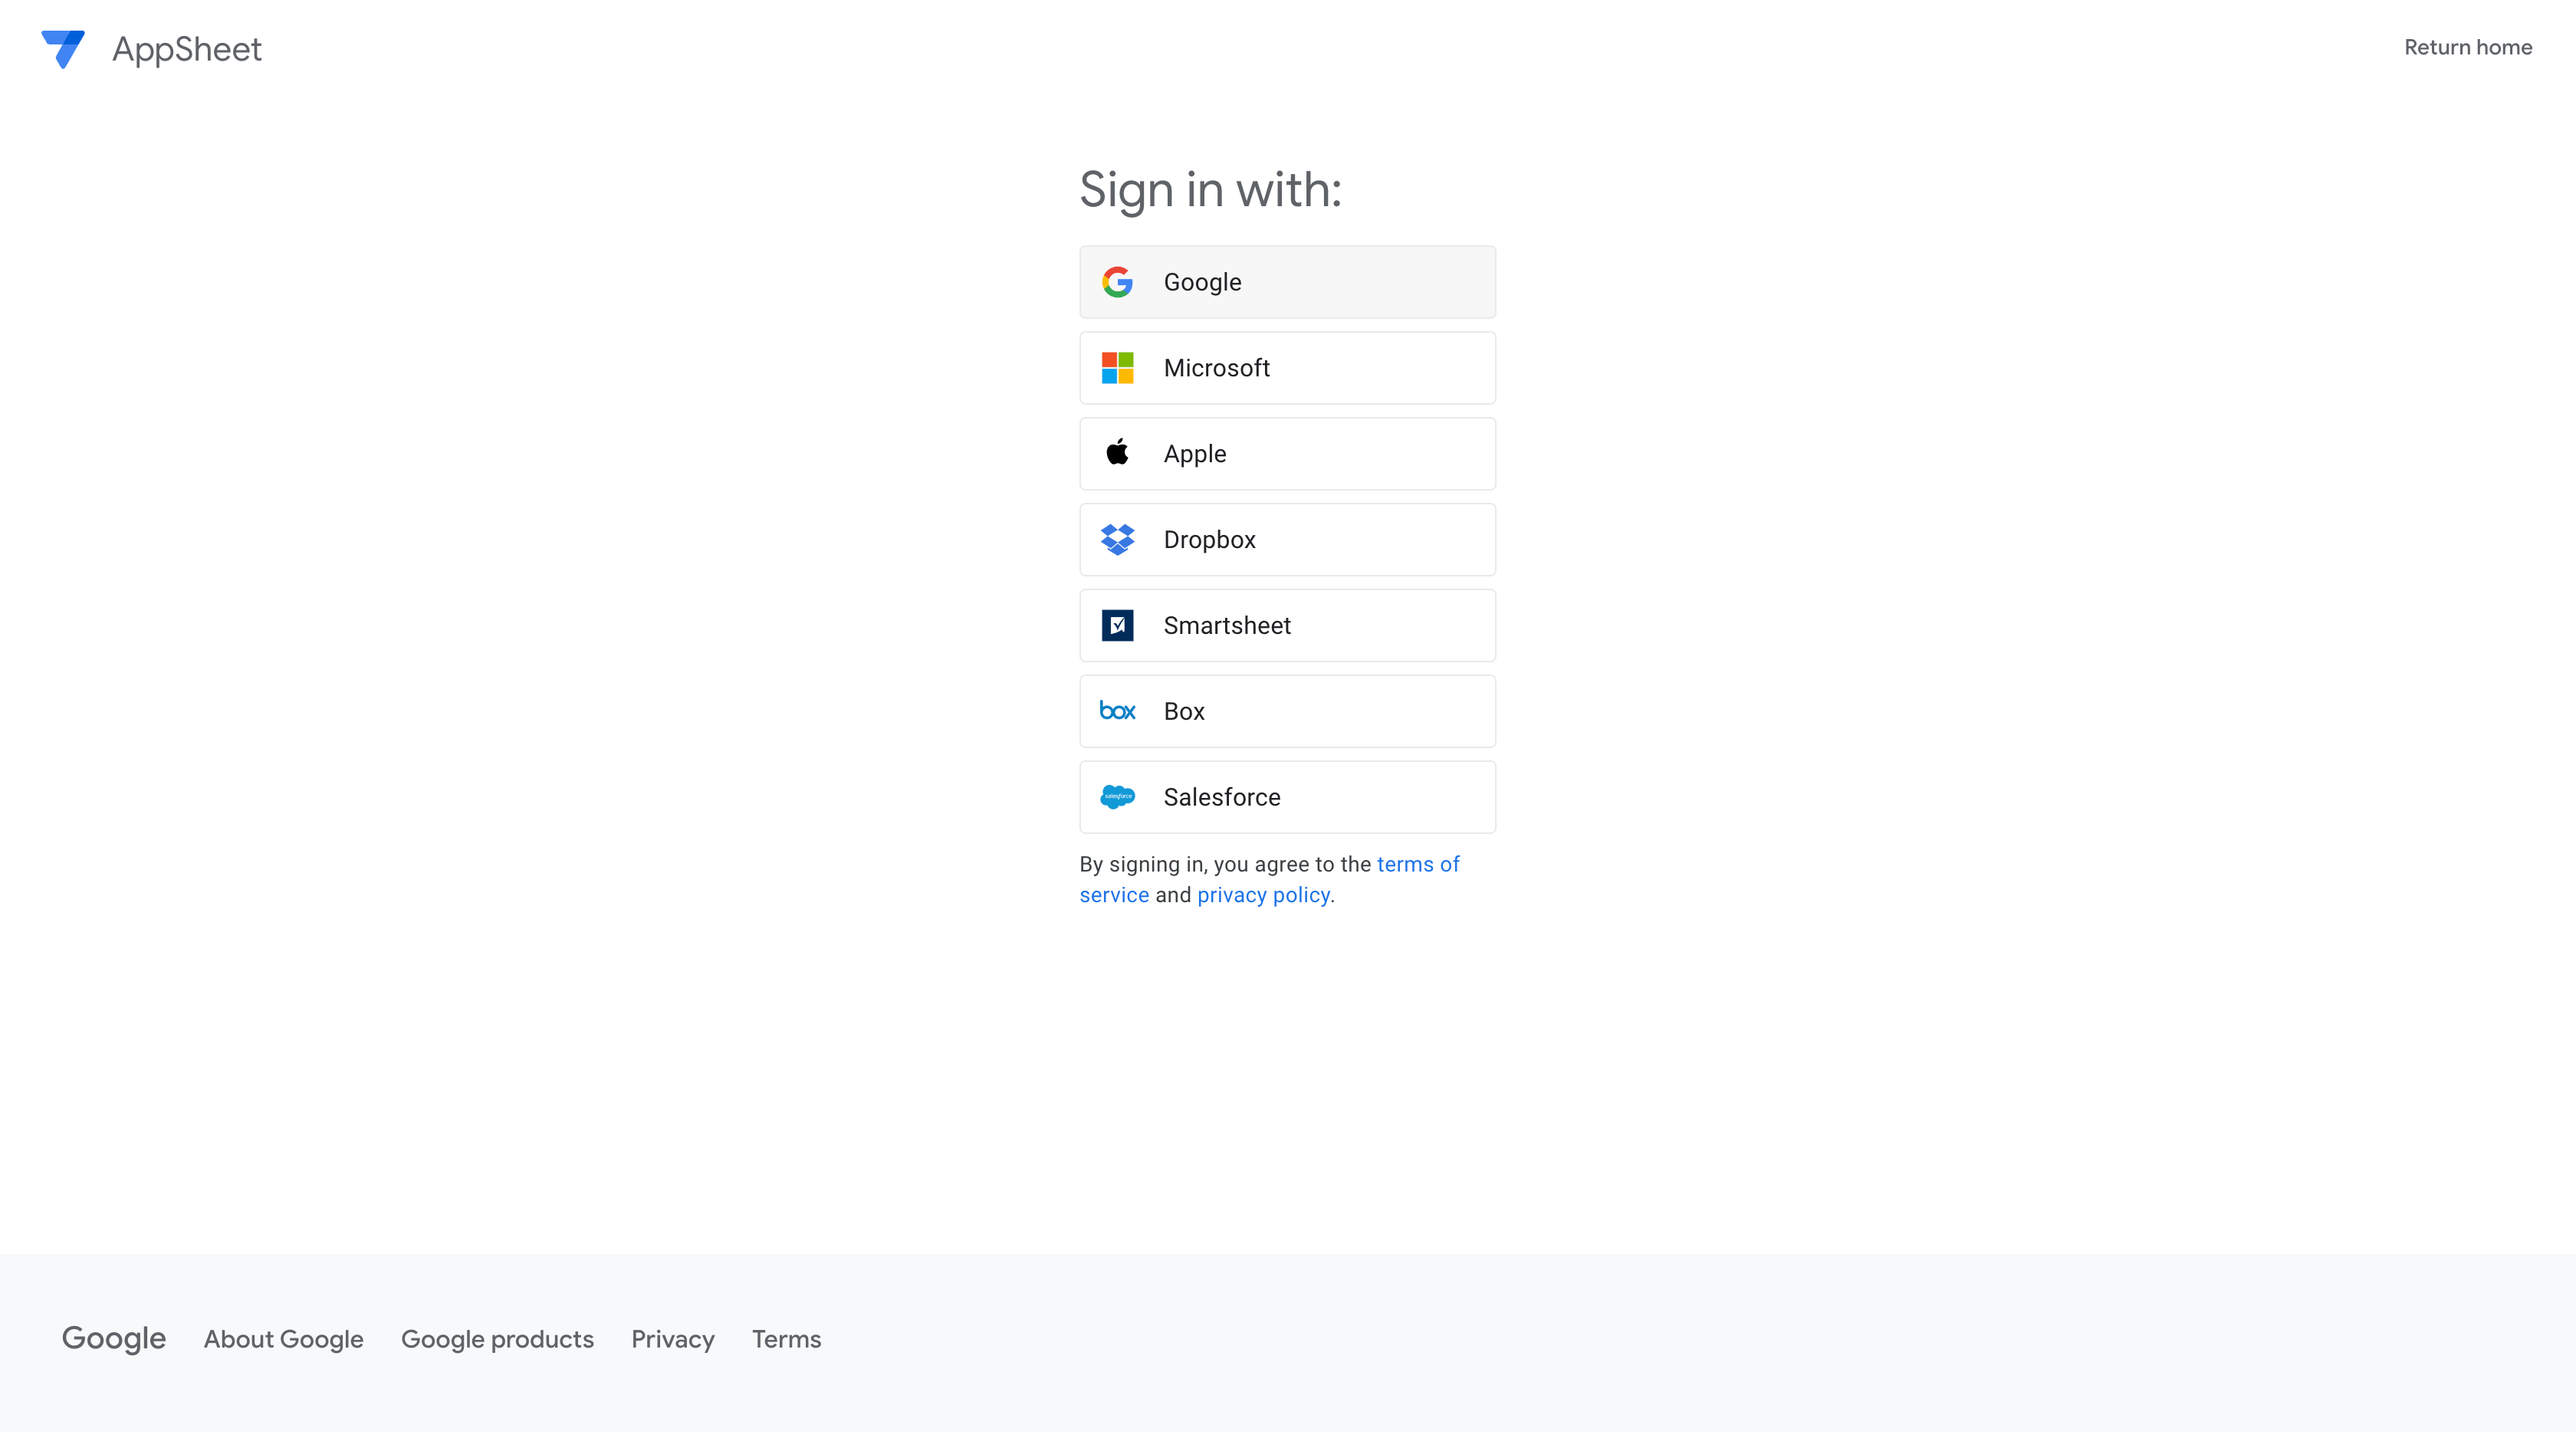 AppSheet
Return home
Sign in with:
Google
Microsoft
Apple
Dropbox
Smartsheet
box Box
salesforce Salesforce
By signing in, you agree to the terms of
service and privacy policy.
Google About Google Google products Privacy Terms